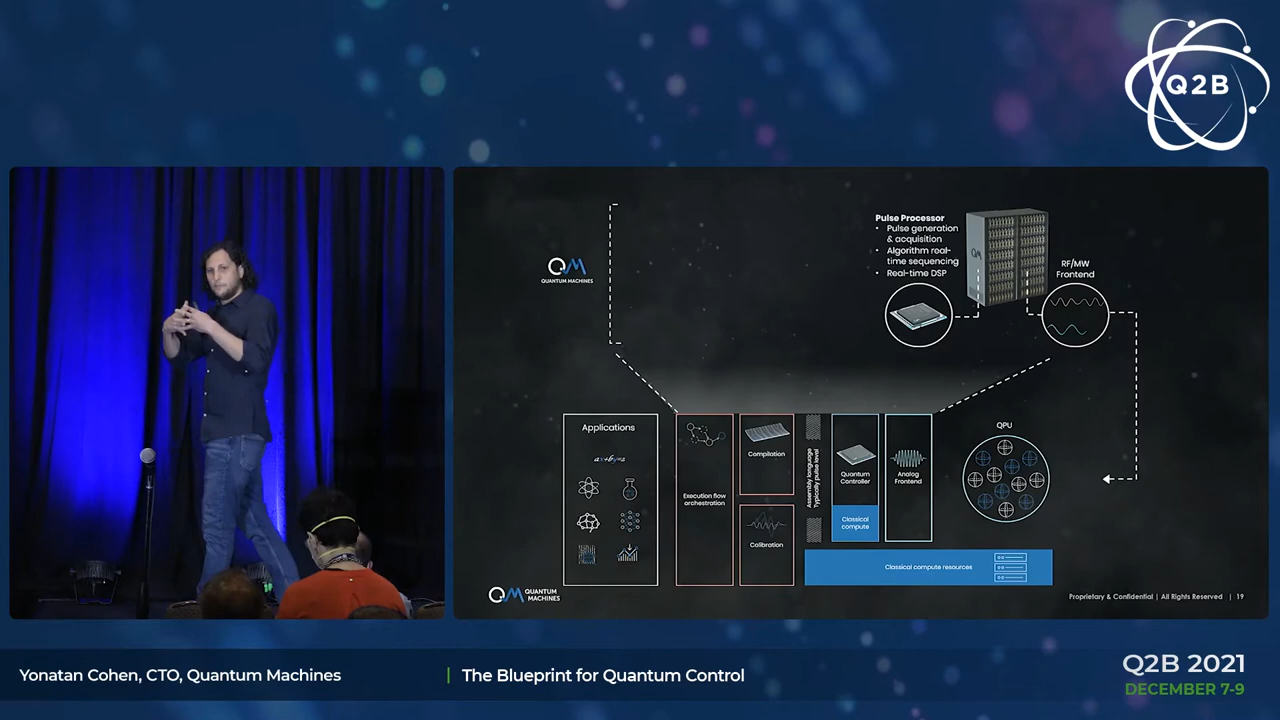 Q2B
Pulse Processor
• Pulse generation
& acquisition
• Algorithm real-
time sequencing
• Real-time DSP
RF/MW
Frontend
QM
QUANTUM MACHINES
QM
Applications
ax+by=z
Execution flow
orchestration
Compilation
Calibration
Assembly language
Typically pulse level
Quantum
Controller
Classical
compute
Analog
Frontend
QPU
Classical compute resources
QM QUANTUM
MACHINES
Proprietary & Confidential | All Rights Reserved | 19
Yonatan Cohen, CTO, Quantum Machines
The Blueprint for Quantum Control
Q2B 2021
DECEMBER 7-9